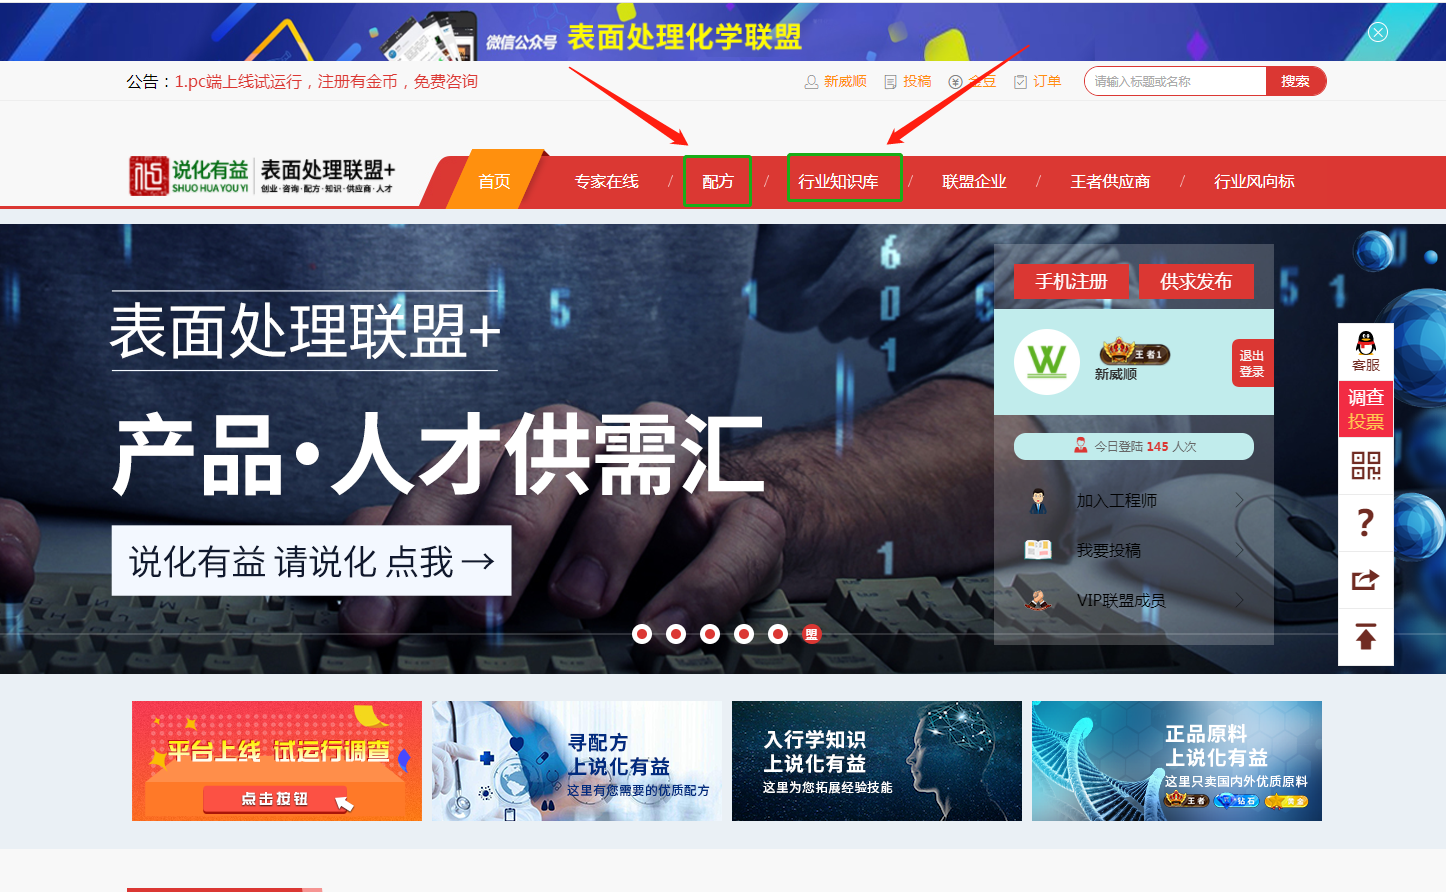 微信公众号 表面处理化学联盟
公告：1.pc端上线试运行，注册有金币，免费咨询
新威顺 投稿 金豆 订单 请输入标题或名称 搜索
说化有益 表面处理联盟+
SHUO HUA YOU YI 创业·咨询·配方·知识·供应商·人才
首页 专家在线 / 配方 / 行业知识库 / 联盟企业 / 王者供应商 / 行业风向标
手机注册 供求发布
表面处理联盟+
王者1
新威顺
退出
登录
产品·人才供需汇
今日登陆 145 人次
加入工程师
我要投稿
VIP联盟成员
说化有益 请说化 点我→
盟
客服
调查
投票
?
平台上线 试运行调查
点击按钮
寻配方
上说化有益
这里有您需要的优质配方
入行学知识
上说化有益
这里为您拓展经验技能
正品原料
上说化有益
这里只卖国内外优质原料
王者 钻石 黄金